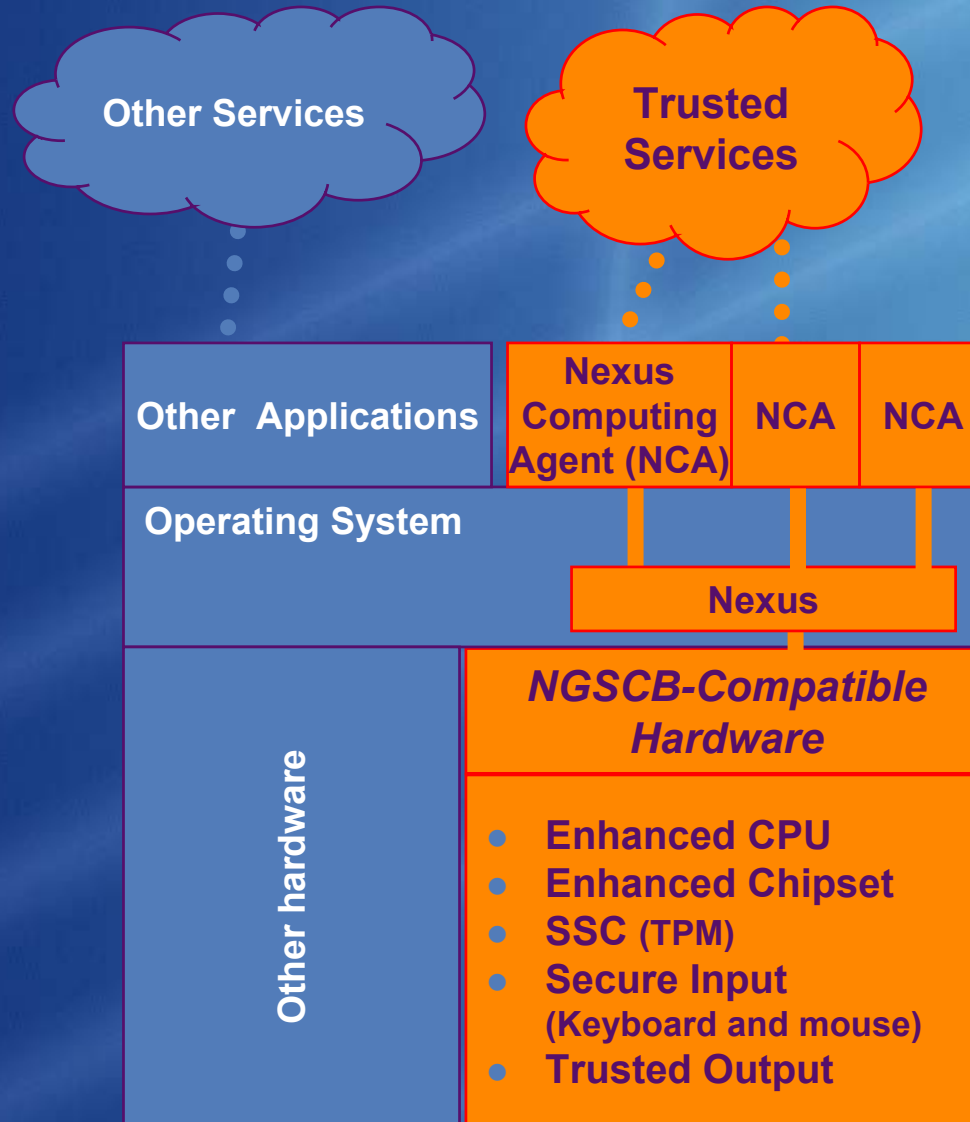 Other Services
Trusted
Services
Other Applications
Nexus
Computing
Agent (NCA)
NCA
NCA
Operating System
Nexus
Other hardware
NGSCB-Compatible
Hardware
Enhanced CPU
Enhanced Chipset
SSC (TPM)
Secure Input
(Keyboard and mouse)
Trusted Output